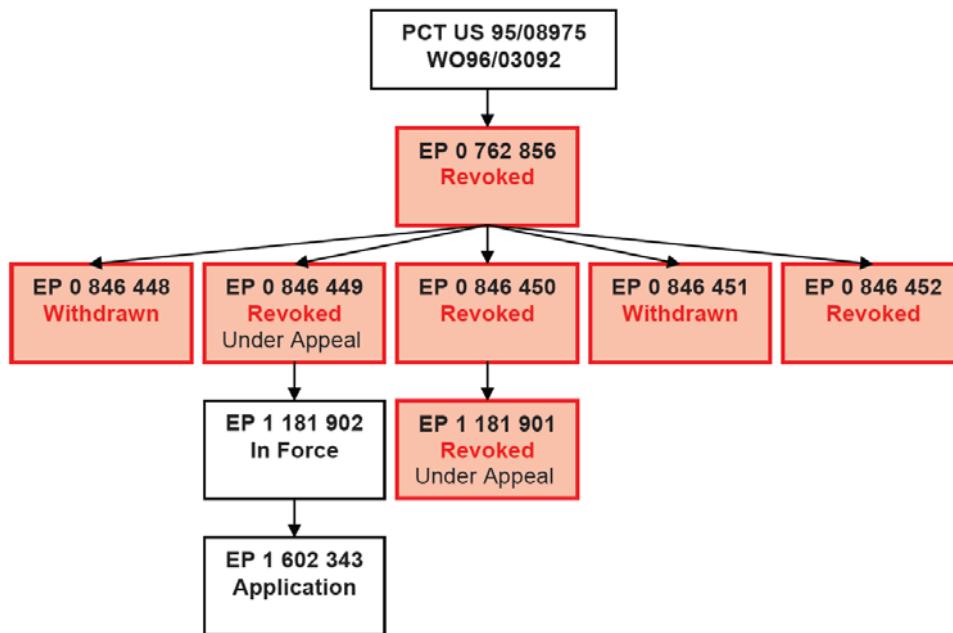 PCT US 95/08975
WO96/03092
EP 0 762 856
Revoked
EP 0 846 448
Withdrawn
EP 0 846 449
Revoked
Under Appeal
EP 0 846 450
Revoked
EP 0 846 451
Withdrawn
EP 0 846 452
Revoked
EP 1 181 902
In Force
EP 1 181 901
Revoked
Under Appeal
EP 1 602 343
Application